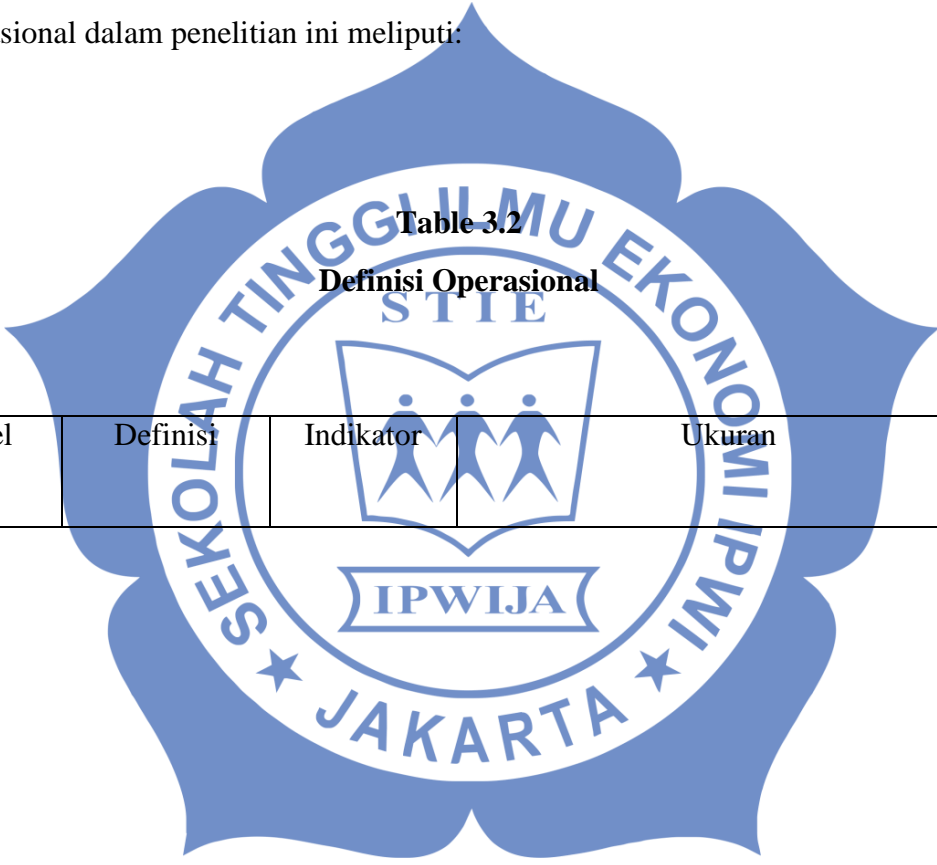 sional dalam penelitian ini meliputi:
Table 3.2
Definisi Operasional
el Definisi Indikator Ukuran
SEKOLAH TINGGI ILMU EKONOMI IPWI
STIE
IPWIJA
★ JAKARTA ★